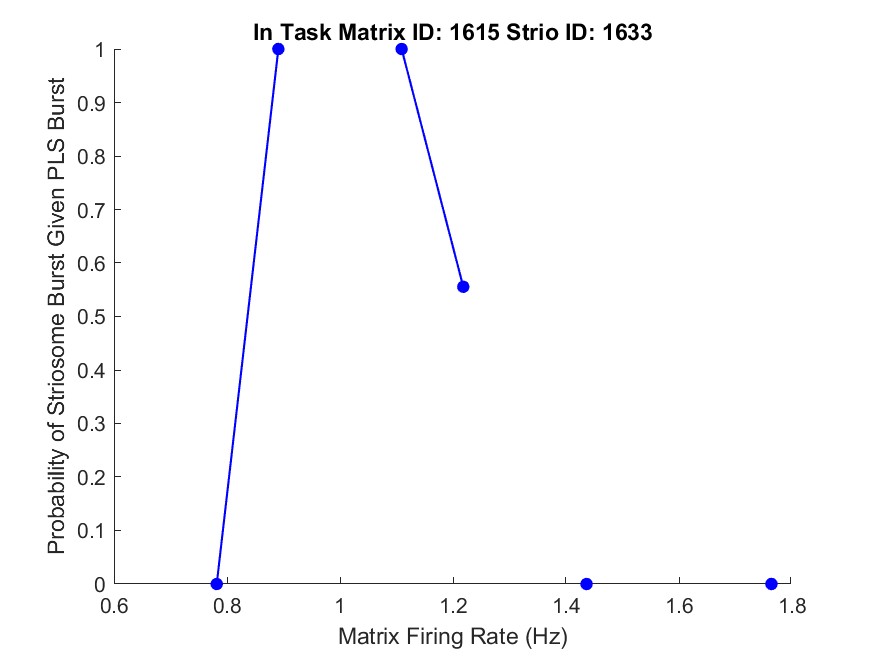 In Task Matrix ID: 1615 Strio ID: 1633
Probability of Striosome Burst Given PLS Burst
1
0.9
0.8
0.7
0.6
0.5
0.4
0.3
0.2
0.1
0
0.6 0.8 1 1.2 1.4 1.6 1.8
Matrix Firing Rate (Hz)